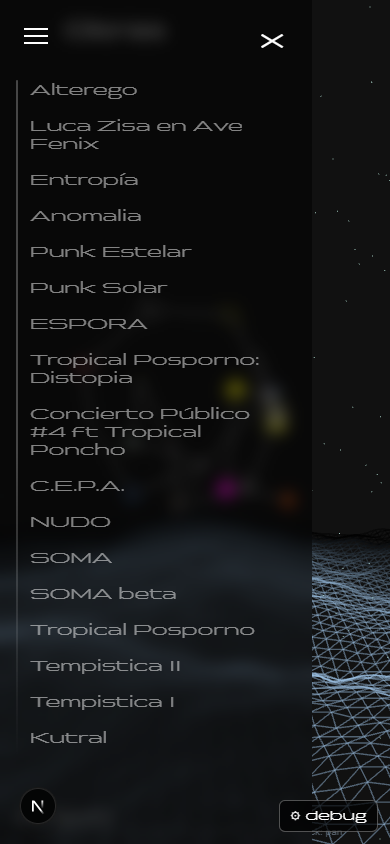 Alterego
Luca Zisa en Ave
Fenix
Entropía
Anomalia
Punk Estelar
Punk Solar
ESPORA
Tropical Posporno:
Distopia
Concierto Público
#4 ft Tropical
Poncho
C.E.P.A.
NUDO
SOMA
SOMA beta
Tropical Posporno
Tempistica II
Tempistica I
Kutral
N
debug